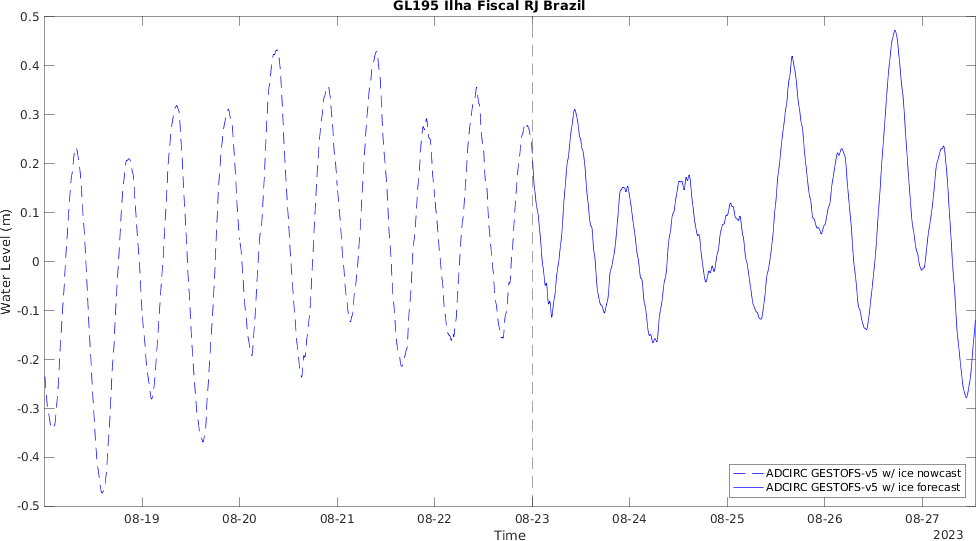 GL195 Ilha Fiscal RJ Brazil
0.5
0.4
0.3
0.2
0.1
0
-0.1
-0.2
-0.3
-0.4
-0.5
Water Level (m)
ADCIRC GESTOFS-v5 w/ ice nowcast
ADCIRC GESTOFS-v5 w/ ice forecast
08-19 08-20 08-21 08-22 08-23 08-24 08-25 08-26 08-27
Time
2023